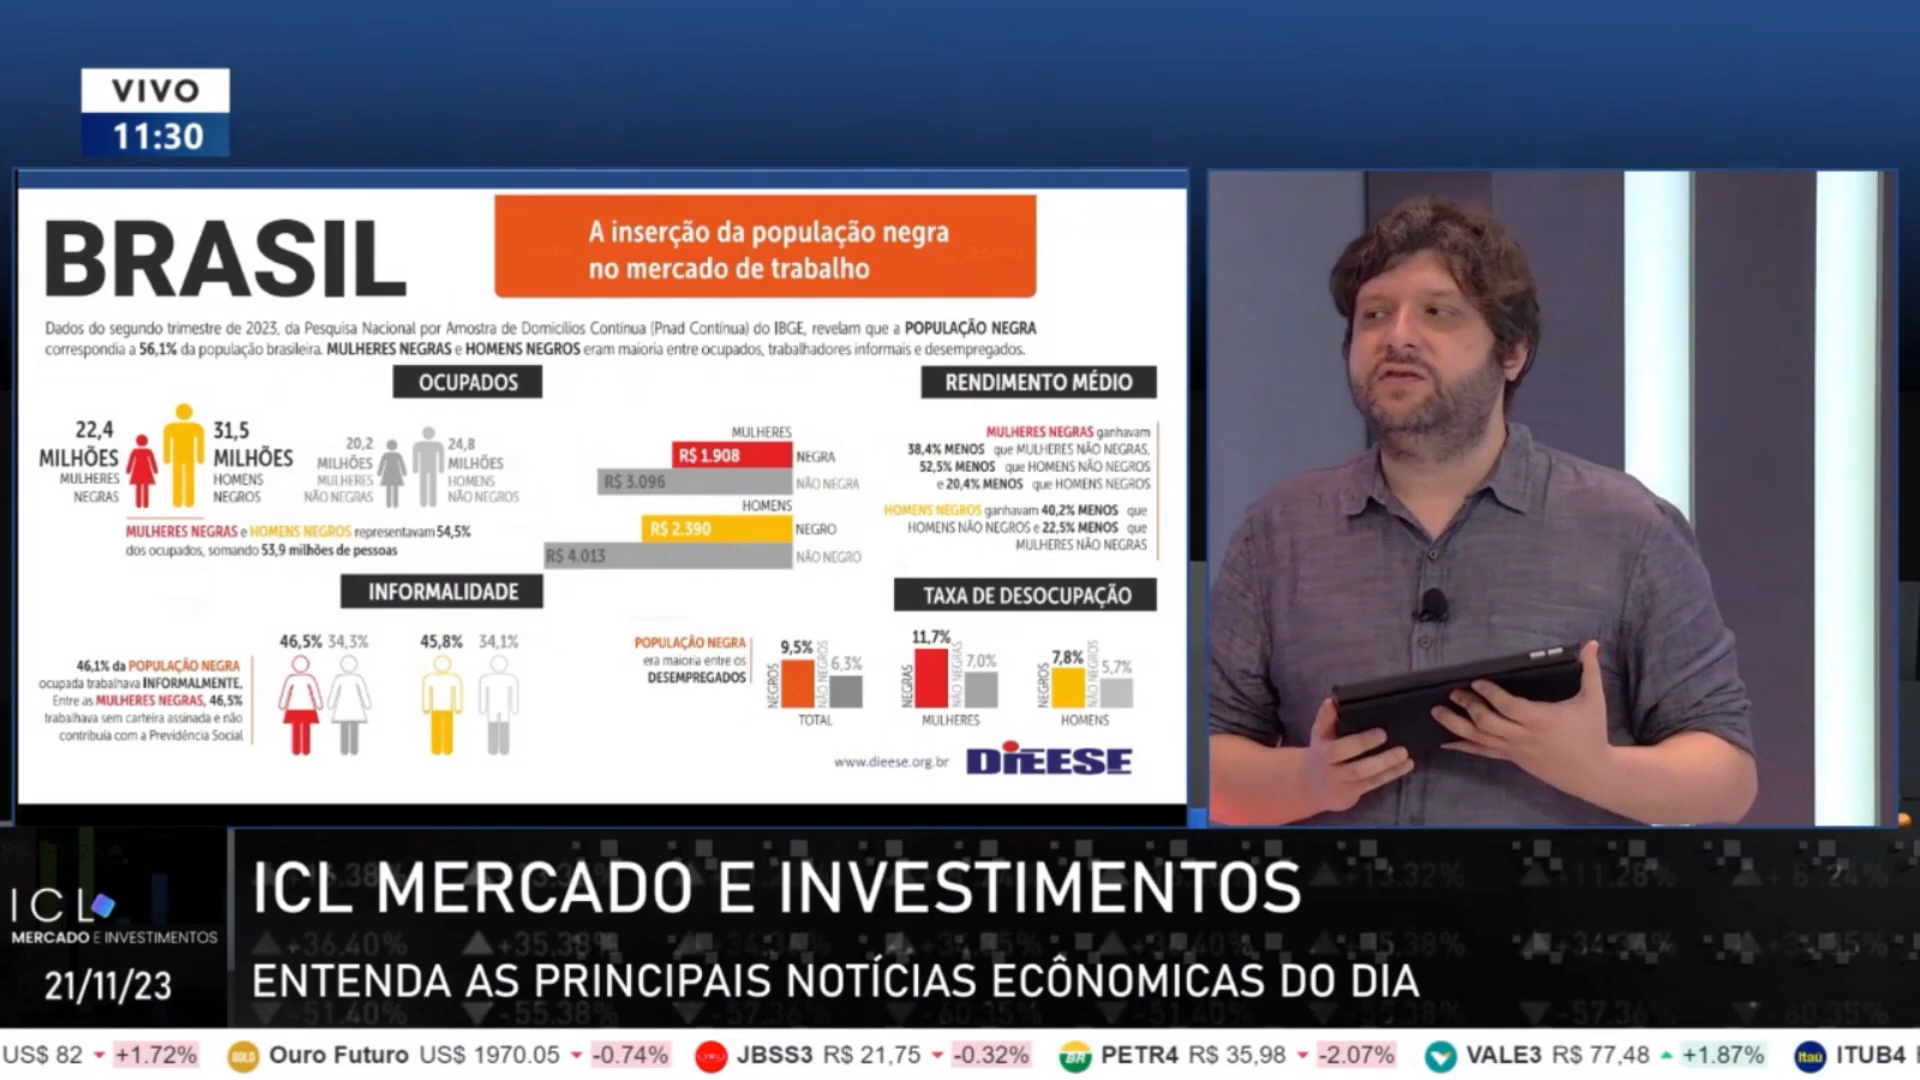 VIVO
11:30
BRASIL
A inserção da população negra
no mercado de trabalho
Dados do segundo trimestre de 2023, da Pesquisa Nacional por Amostra de Domicílios Contínua (Pnad Contínua) do IBGE, revelam que a POPULAÇÃO NEGRA
correspondia a 56,1% da população brasileira. MULHERES NEGRAS e HOMENS NEGROS eram maioria entre ocupados, trabalhadores informais e desempregados.
OCUPADOS
22,4
MILHÕES
MULHERES
NEGRAS
31,5
MILHÕES
HOMENS
NEGROS
20,2
MILHÕES
MULHERES
NÃO NEGRAS
24,8
MILHÕES
HOMENS
NÃO NEGROS
MULHERES NEGRAS e HOMENS NEGROS representavam 54,5%
dos ocupados, somando 53,9 milhões de pessoas
RENDIMENTO MÉDIO
MULHERES
R$ 1.908 NEGRA
R$ 3.096 NÃO NEGRA
HOMENS
R$ 2.390 NEGRO
R$ 4.013 NÃO NEGRO
MULHERES NEGRAS ganhavam
38,4% MENOS que MULHERES NÃO NEGRAS,
52,5% MENOS que HOMENS NÃO NEGROS
e 20,4% MENOS que HOMENS NEGROS
HOMENS NEGROS ganhavam 40,2% MENOS que
HOMENS NÃO NEGROS e 22,5% MENOS que
MULHERES NÃO NEGRAS
INFORMALIDADE
46,1% da POPULAÇÃO NEGRA
ocupada trabalhava INFORMALMENTE.
Entre as MULHERES NEGRAS, 46,5%
trabalhava sem carteira assinada e não
contribuia com a Previdência Social
46,5% 34,3%
45,8% 34,1%
TAXA DE DESOCUPAÇÃO
POPULAÇÃO NEGRA
era maioria entre os
DESEMPREGADOS
NEGROS
9,5%
NÃO NEGROS
6,3%
TOTAL
NEGRAS
11,7%
NÃO NEGRAS
7,0%
MULHERES
NEGROS
7,8%
NÃO NEGROS
5,7%
HOMENS
www.dieese.org.br
DIEESE
ICL
MERCADO E INVESTIMENTOS
21/11/23
ICL MERCADO E INVESTIMENTOS
ENTENDA AS PRINCIPAIS NOTÍCIAS ECÔNOMICAS DO DIA
US$ 82 +1.72% GOLD Ouro Futuro US$ 1970.05 -0.74% JBSS3 R$ 21,75 -0.32% BR PETR4 R$ 35,98 -2.07% VALE3 R$ 77,48 +1.87% Itaú ITUB4